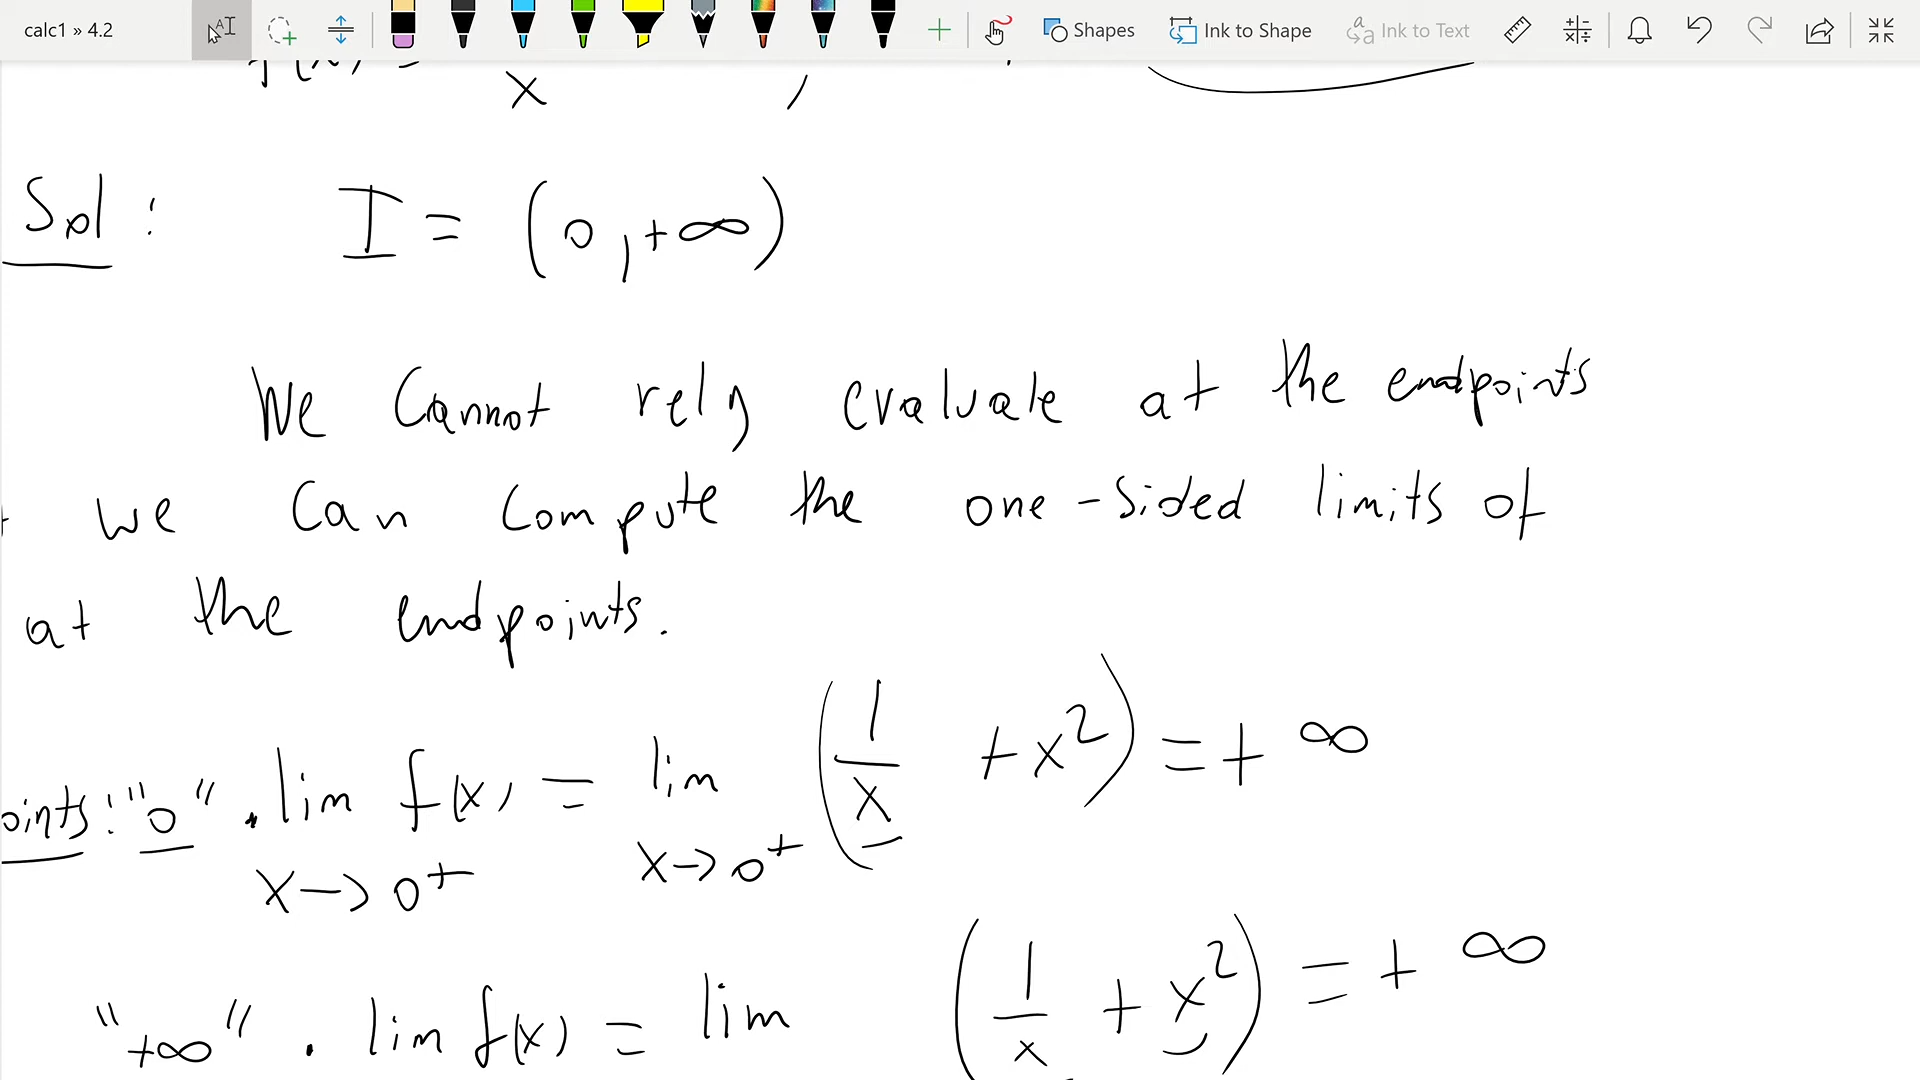 calc1 » 4.2 Shapes Ink to Shape Ink to Text
x ,
Sol : I = (0,+∞)
We Cannot rely evaluate at the endpoints
we can compute the one-sided limits of
at the endpoints.
oints: "0" . lim f(x) = lim (1/x + x²) = + ∞
x→0⁺ x→0⁺
"+∞" . lim f(x) = lim (1/x + x²) = + ∞